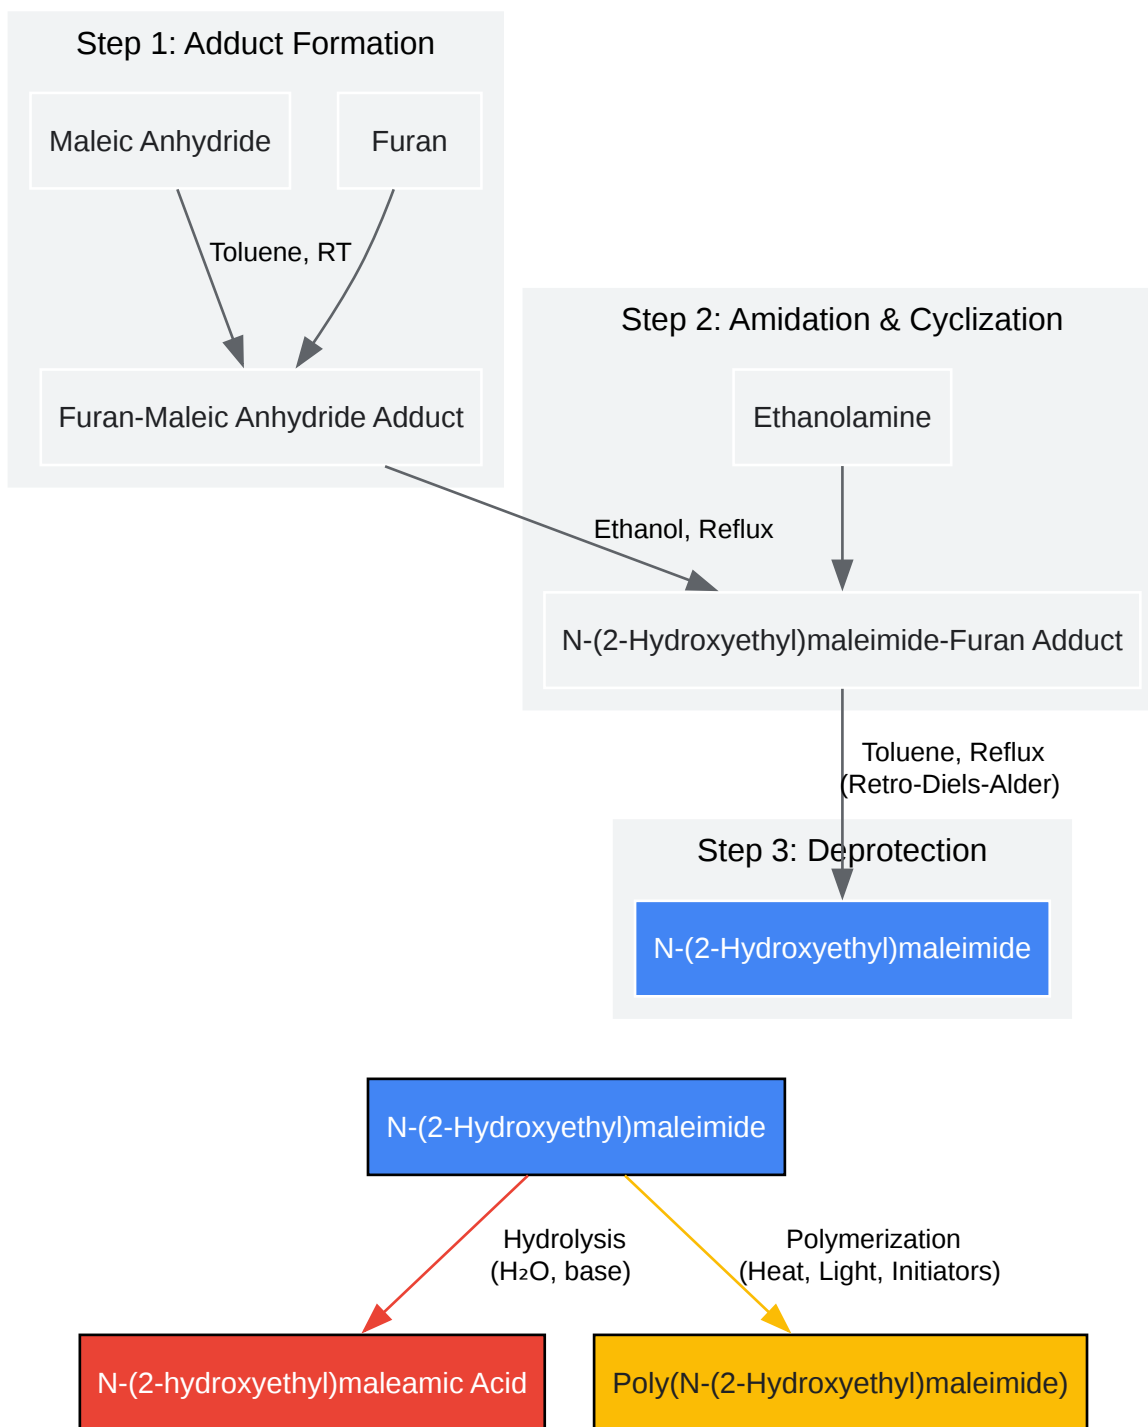 Step 1: Adduct Formation
Maleic Anhydride
Furan
Toluene, RT
Furan-Maleic Anhydride Adduct
Step 2: Amidation & Cyclization
Ethanolamine
Ethanol, Reflux
N-(2-Hydroxyethyl)maleimide-Furan Adduct
Toluene, Reflux
(Retro-Diels-Alder)
Step 3: Deprotection
N-(2-Hydroxyethyl)maleimide
N-(2-Hydroxyethyl)maleimide
Hydrolysis
(H₂O, base)
Polymerization
(Heat, Light, Initiators)
N-(2-hydroxyethyl)maleamic Acid
Poly(N-(2-Hydroxyethyl)maleimide)